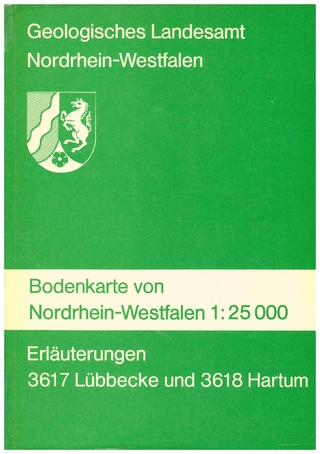 Geologisches Landesamt
Nordrhein-Westfalen
Bodenkarte von
Nordrhein-Westfalen 1:25 000
Erläuterungen
3617 Lübbecke und 3618 Hartum